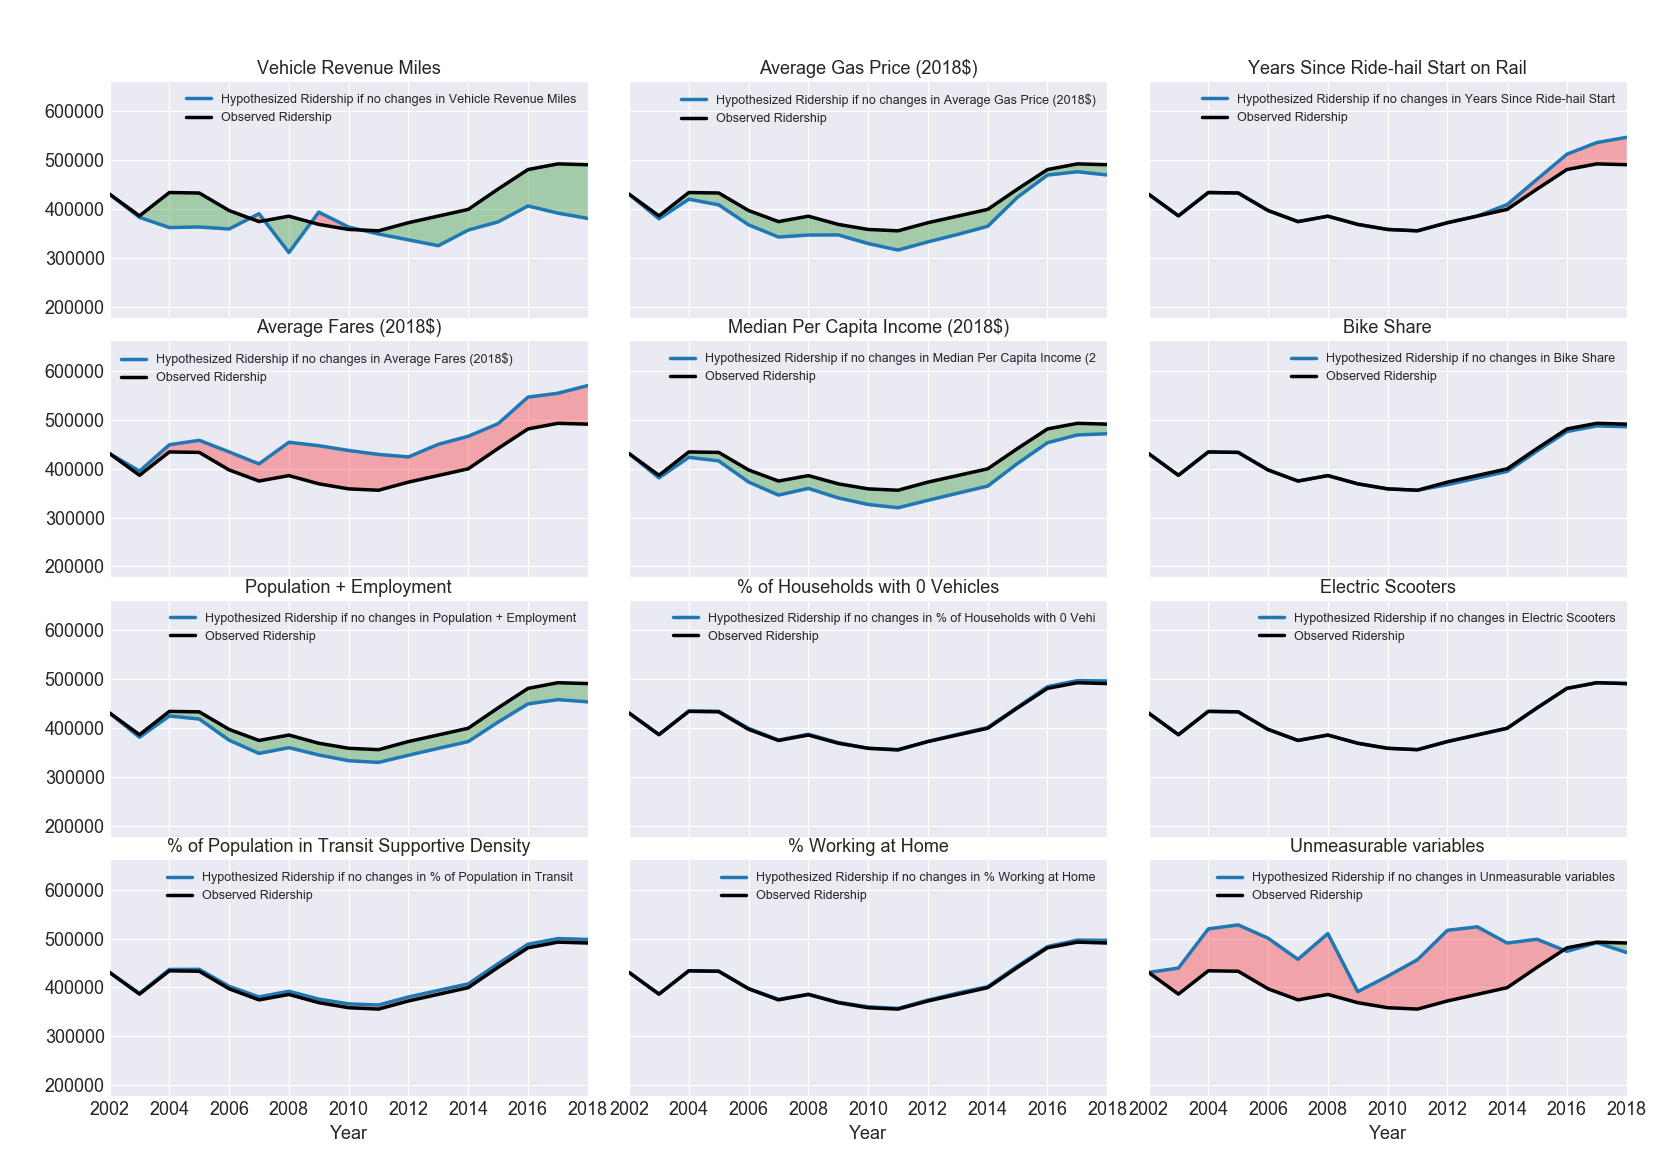 Vehicle Revenue Miles
Hypothesized Ridership if no changes in Vehicle Revenue Miles
Observed Ridership
600000
500000
400000
300000
200000
Average Gas Price (2018$)
Hypothesized Ridership if no changes in Average Gas Price (2018$)
Observed Ridership
Years Since Ride-hail Start on Rail
Hypothesized Ridership if no changes in Years Since Ride-hail Start
Observed Ridership
Average Fares (2018$)
Hypothesized Ridership if no changes in Average Fares (2018$)
Observed Ridership
600000
500000
400000
300000
200000
Median Per Capita Income (2018$)
Hypothesized Ridership if no changes in Median Per Capita Income (2
Observed Ridership
Bike Share
Hypothesized Ridership if no changes in Bike Share
Observed Ridership
Population + Employment
Hypothesized Ridership if no changes in Population + Employment
Observed Ridership
600000
500000
400000
300000
200000
% of Households with 0 Vehicles
Hypothesized Ridership if no changes in % of Households with 0 Vehi
Observed Ridership
Electric Scooters
Hypothesized Ridership if no changes in Electric Scooters
Observed Ridership
% of Population in Transit Supportive Density
Hypothesized Ridership if no changes in % of Population in Transit
Observed Ridership
600000
500000
400000
300000
200000
2002 2004 2006 2008 2010 2012 2014 2016 2018
Year
% Working at Home
Hypothesized Ridership if no changes in % Working at Home
Observed Ridership
2002 2004 2006 2008 2010 2012 2014 2016 2018
Year
Unmeasurable variables
Hypothesized Ridership if no changes in Unmeasurable variables
Observed Ridership
2002 2004 2006 2008 2010 2012 2014 2016 2018
Year